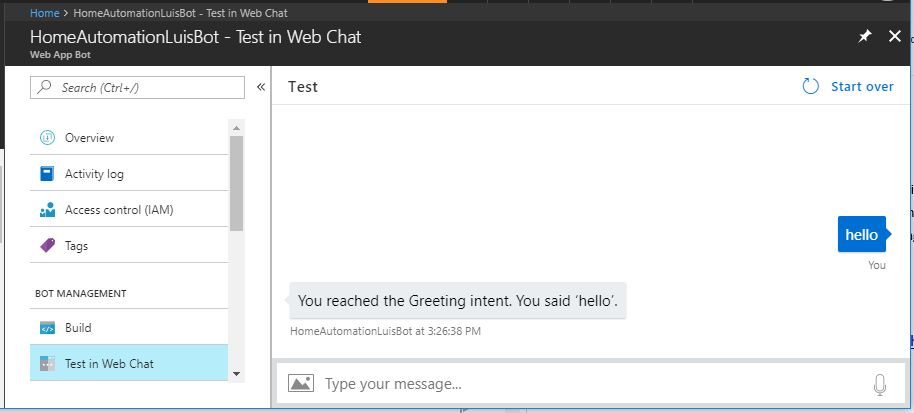 Home > HomeAutomationLuisBot - Test in Web Chat
HomeAutomationLuisBot - Test in Web Chat
Web App Bot
Search (Ctrl+/)
Overview
Activity log
Access control (IAM)
Tags
BOT MANAGEMENT
Build
Test in Web Chat
Test
Start over
hello
You
You reached the Greeting intent. You said ‘hello’.
HomeAutomationLuisBot at 3:26:38 PM
Type your message...